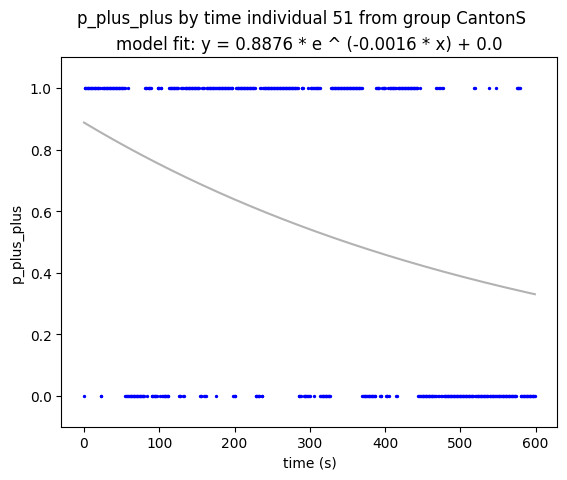 p_plus_plus by time individual 51 from group CantonS
model fit: y = 0.8876 * e ^ (-0.0016 * x) + 0.0
1.0
0.8
0.6
0.4
0.2
0.0
p_plus_plus
0 100 200 300 400 500 600
time (s)